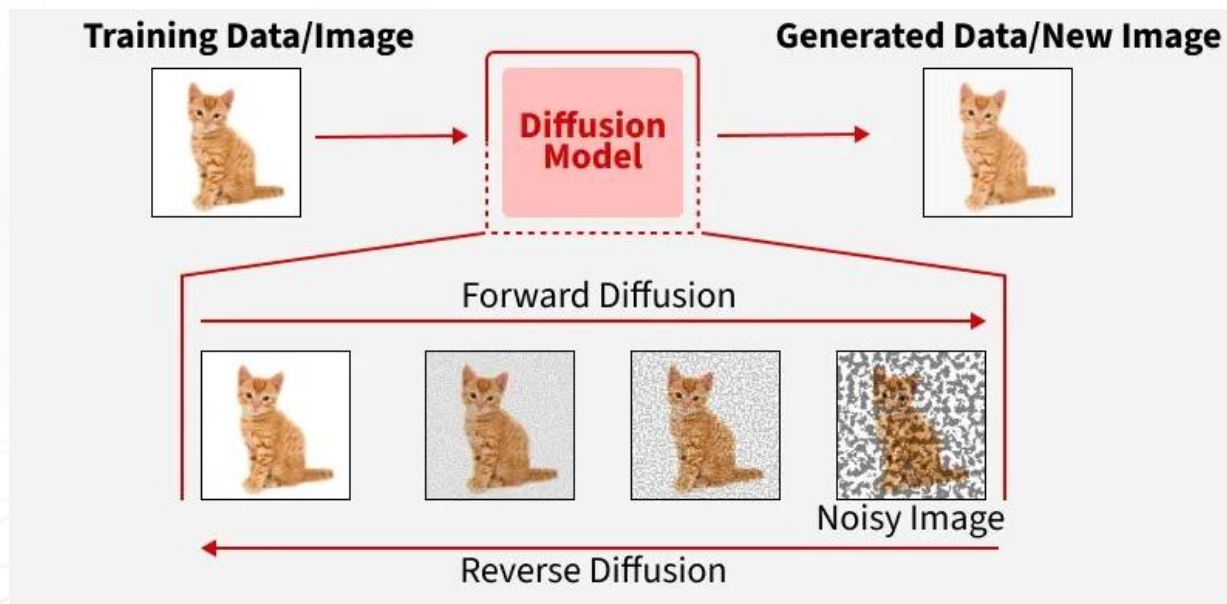 Training Data/Image
Generated Data/New Image
Diffusion
Model
Forward Diffusion
Noisy Image
Reverse Diffusion